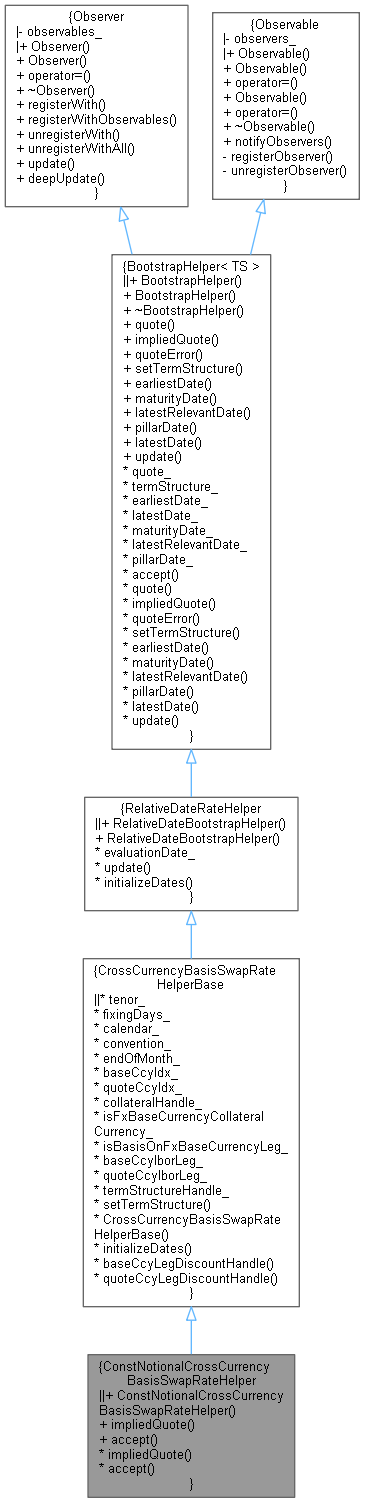 {Observer
|- observables_
|+ Observer()
+ Observer()
+ operator=()
+ ~Observer()
+ registerWith()
+ registerWithObservables()
+ unregisterWith()
+ unregisterWithAll()
+ update()
+ deepUpdate()
}
{Observable
|- observers_
|+ Observable()
+ Observable()
+ operator=()
+ Observable()
+ operator=()
+ ~Observable()
+ notifyObservers()
- registerObserver()
- unregisterObserver()
}
{BootstrapHelper< TS >
||+ BootstrapHelper()
+ BootstrapHelper()
+ ~BootstrapHelper()
+ quote()
+ impliedQuote()
+ quoteError()
+ setTermStructure()
+ earliestDate()
+ maturityDate()
+ latestRelevantDate()
+ pillarDate()
+ latestDate()
+ update()
* quote_
* termStructure_
* earliestDate_
* latestDate_
* maturityDate_
* latestRelevantDate_
* pillarDate_
* accept()
* quote()
* impliedQuote()
* quoteError()
* setTermStructure()
* earliestDate()
* maturityDate()
* latestRelevantDate()
* pillarDate()
* latestDate()
* update()
}
{RelativeDateRateHelper
||+ RelativeDateBootstrapHelper()
+ RelativeDateBootstrapHelper()
* evaluationDate_
* update()
* initializeDates()
}
{CrossCurrencyBasisSwapRate
HelperBase
||* tenor_
* fixingDays_
* calendar_
* convention_
* endOfMonth_
* baseCcyIdx_
* quoteCcyIdx_
* collateralHandle_
* isFxBaseCurrencyCollateral
Currency_
* isBasisOnFxBaseCurrencyLeg_
* baseCcyIborLeg_
* quoteCcyIborLeg_
* termStructureHandle_
* setTermStructure()
* CrossCurrencyBasisSwapRate
HelperBase()
* initializeDates()
* baseCcyLegDiscountHandle()
* quoteCcyLegDiscountHandle()
}
{ConstNotionalCrossCurrency
BasisSwapRateHelper
||+ ConstNotionalCrossCurrency
BasisSwapRateHelper()
+ impliedQuote()
+ accept()
* impliedQuote()
* accept()
}